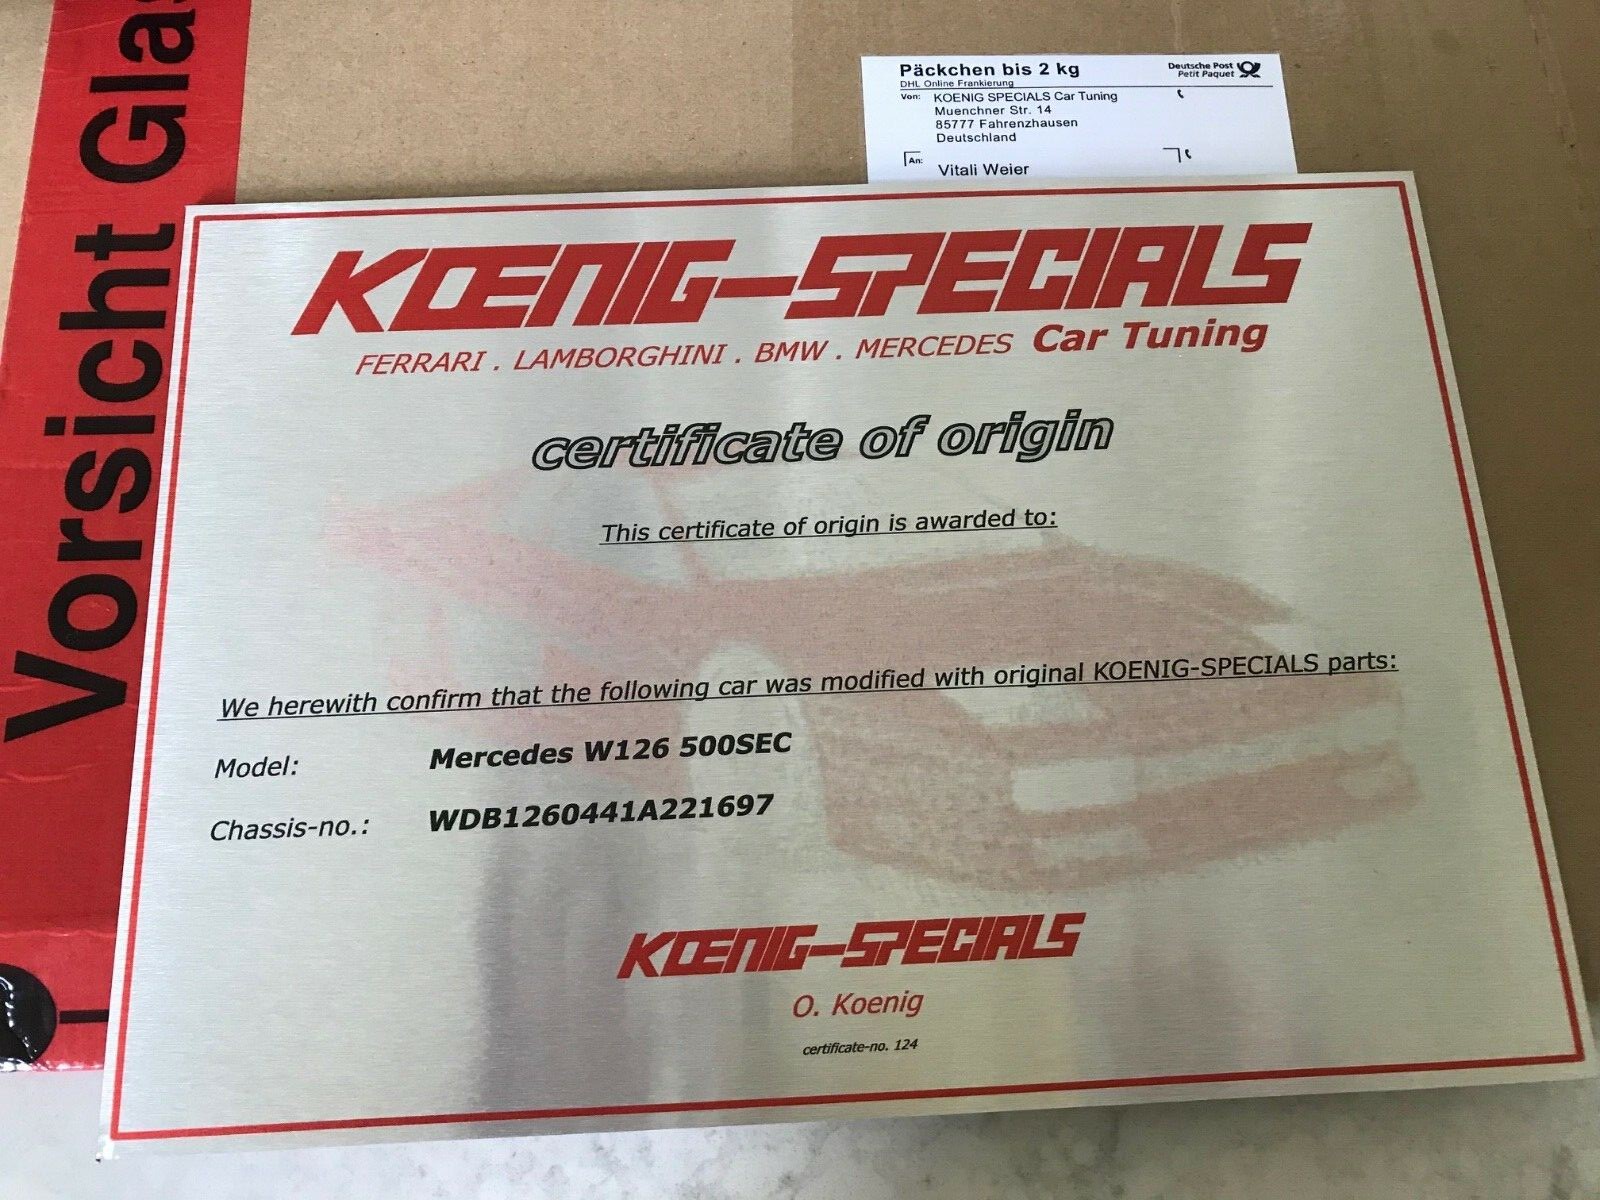 Vorsicht Glas
Päckchen bis 2 kg
DHL Online Frankierung
Deutsche Post
Petit Paquet
Von: KOENIG SPECIALS Car Tuning
Muenchner Str. 14
85777 Fahrenzhausen
Deutschland
An: Vitali Weier
KOENIG-SPECIALS
FERRARI . LAMBORGHINI . BMW . MERCEDES Car Tuning
certificate of origin
This certificate of origin is awarded to:
We herewith confirm that the following car was modified with original KOENIG-SPECIALS parts:
Model: Mercedes W126 500SEC
Chassis-no.: WDB1260441A221697
KOENIG-SPECIALS
O. Koenig
certificate-no. 124